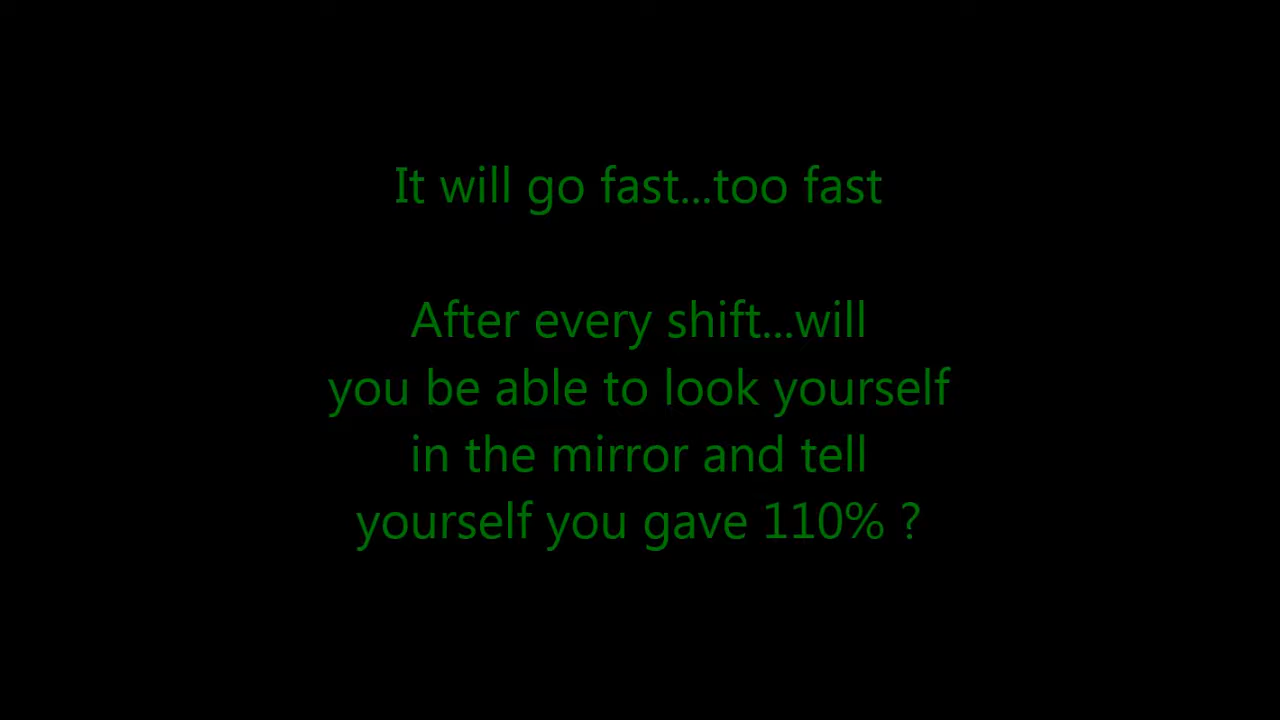 It will go fast...too fast
After every shift...will
you be able to look yourself
in the mirror and tell
yourself you gave 110% ?